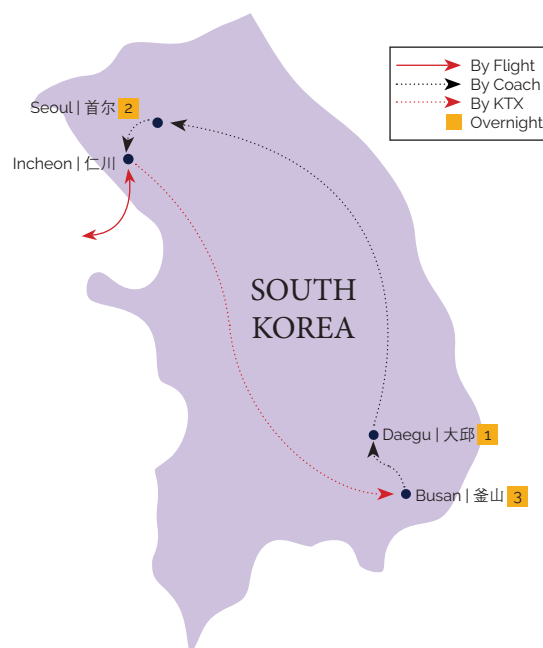 By Flight
By Coach
By KTX
Overnight
Seoul | 首尔 2
Incheon | 仁川
SOUTH
KOREA
Daegu | 大邱 1
Busan | 釜山 3